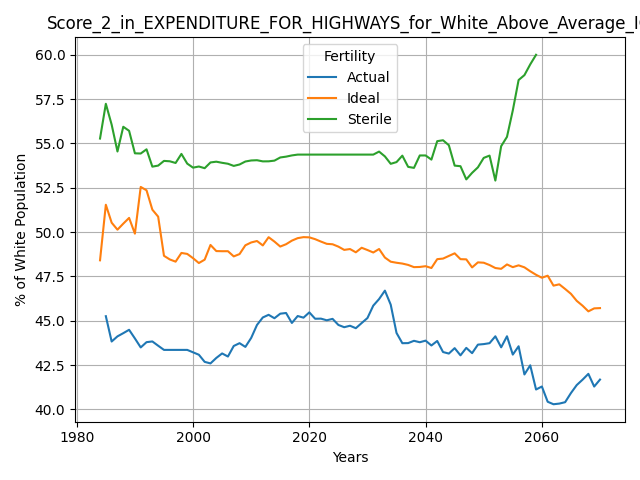 Score_2_in_EXPENDITURE_FOR_HIGHWAYS_for_White_Above_Average_I
Fertility
Actual
Ideal
Sterile
% of White Population
60.0
57.5
55.0
52.5
50.0
47.5
45.0
42.5
40.0
1980
2000
2020
2040
2060
Years